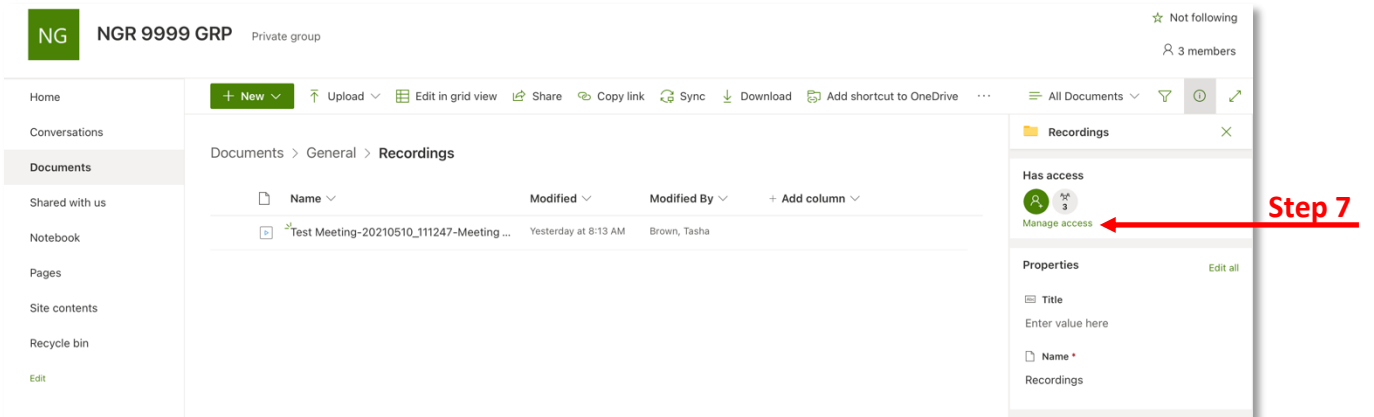 NG
NGR 9999 GRP Private group
Not following
3 members
Home
Conversations
Documents
Shared with us
Notebook
Pages
Site contents
Recycle bin
Edit
+ New Upload Edit in grid view Share Copy link Sync Download Add shortcut to OneDrive ··· All Documents
Documents > General > Recordings
Name Modified Modified By + Add column
Test Meeting-20210510_111247-Meeting ... Yesterday at 8:13 AM Brown, Tasha
Recordings
Has access
3
Manage access
Step 7
Properties Edit all
Title
Enter value here
Name *
Recordings